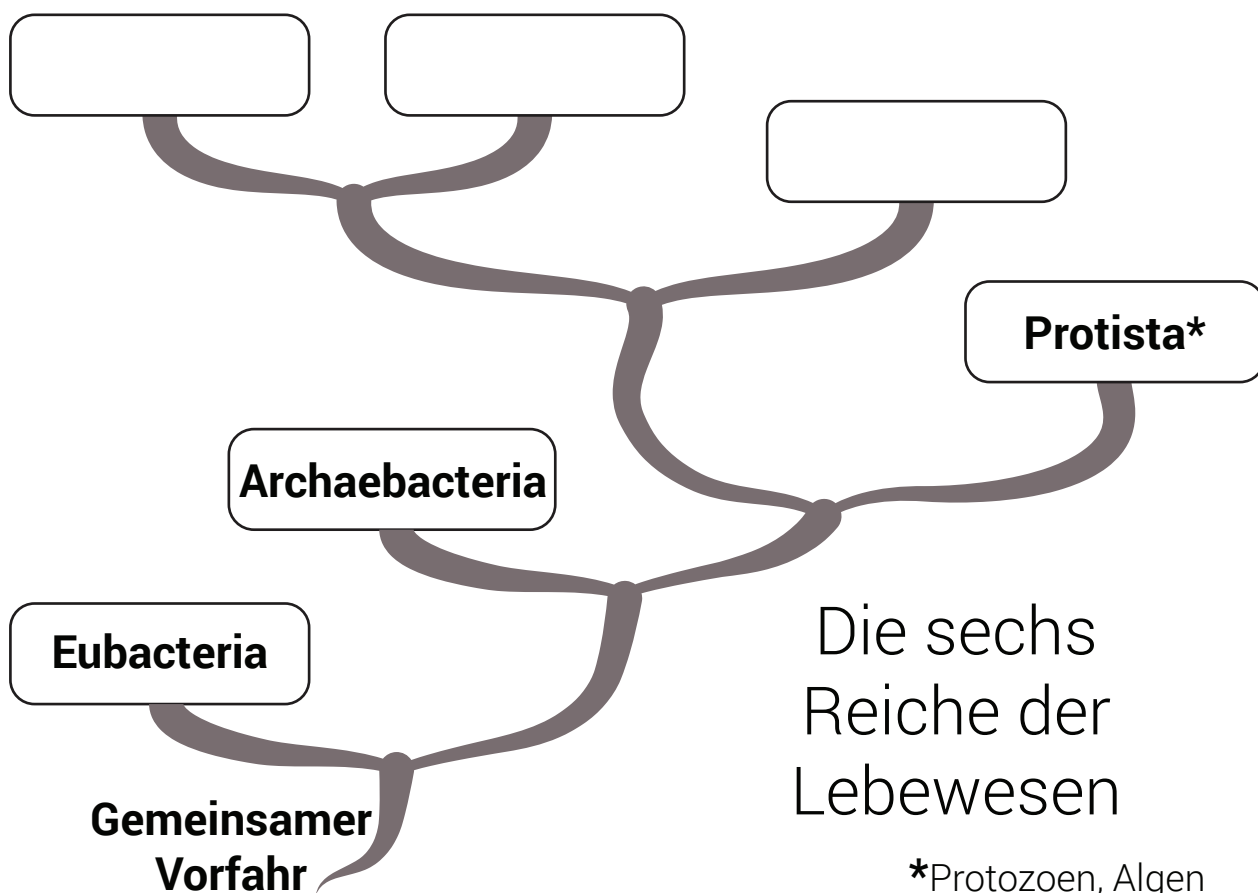 Protista*
Archaebacteria
Eubacteria
Gemeinsamer
Vorfahr
Die sechs
Reiche der
Lebewesen
*Protozoen, Algen